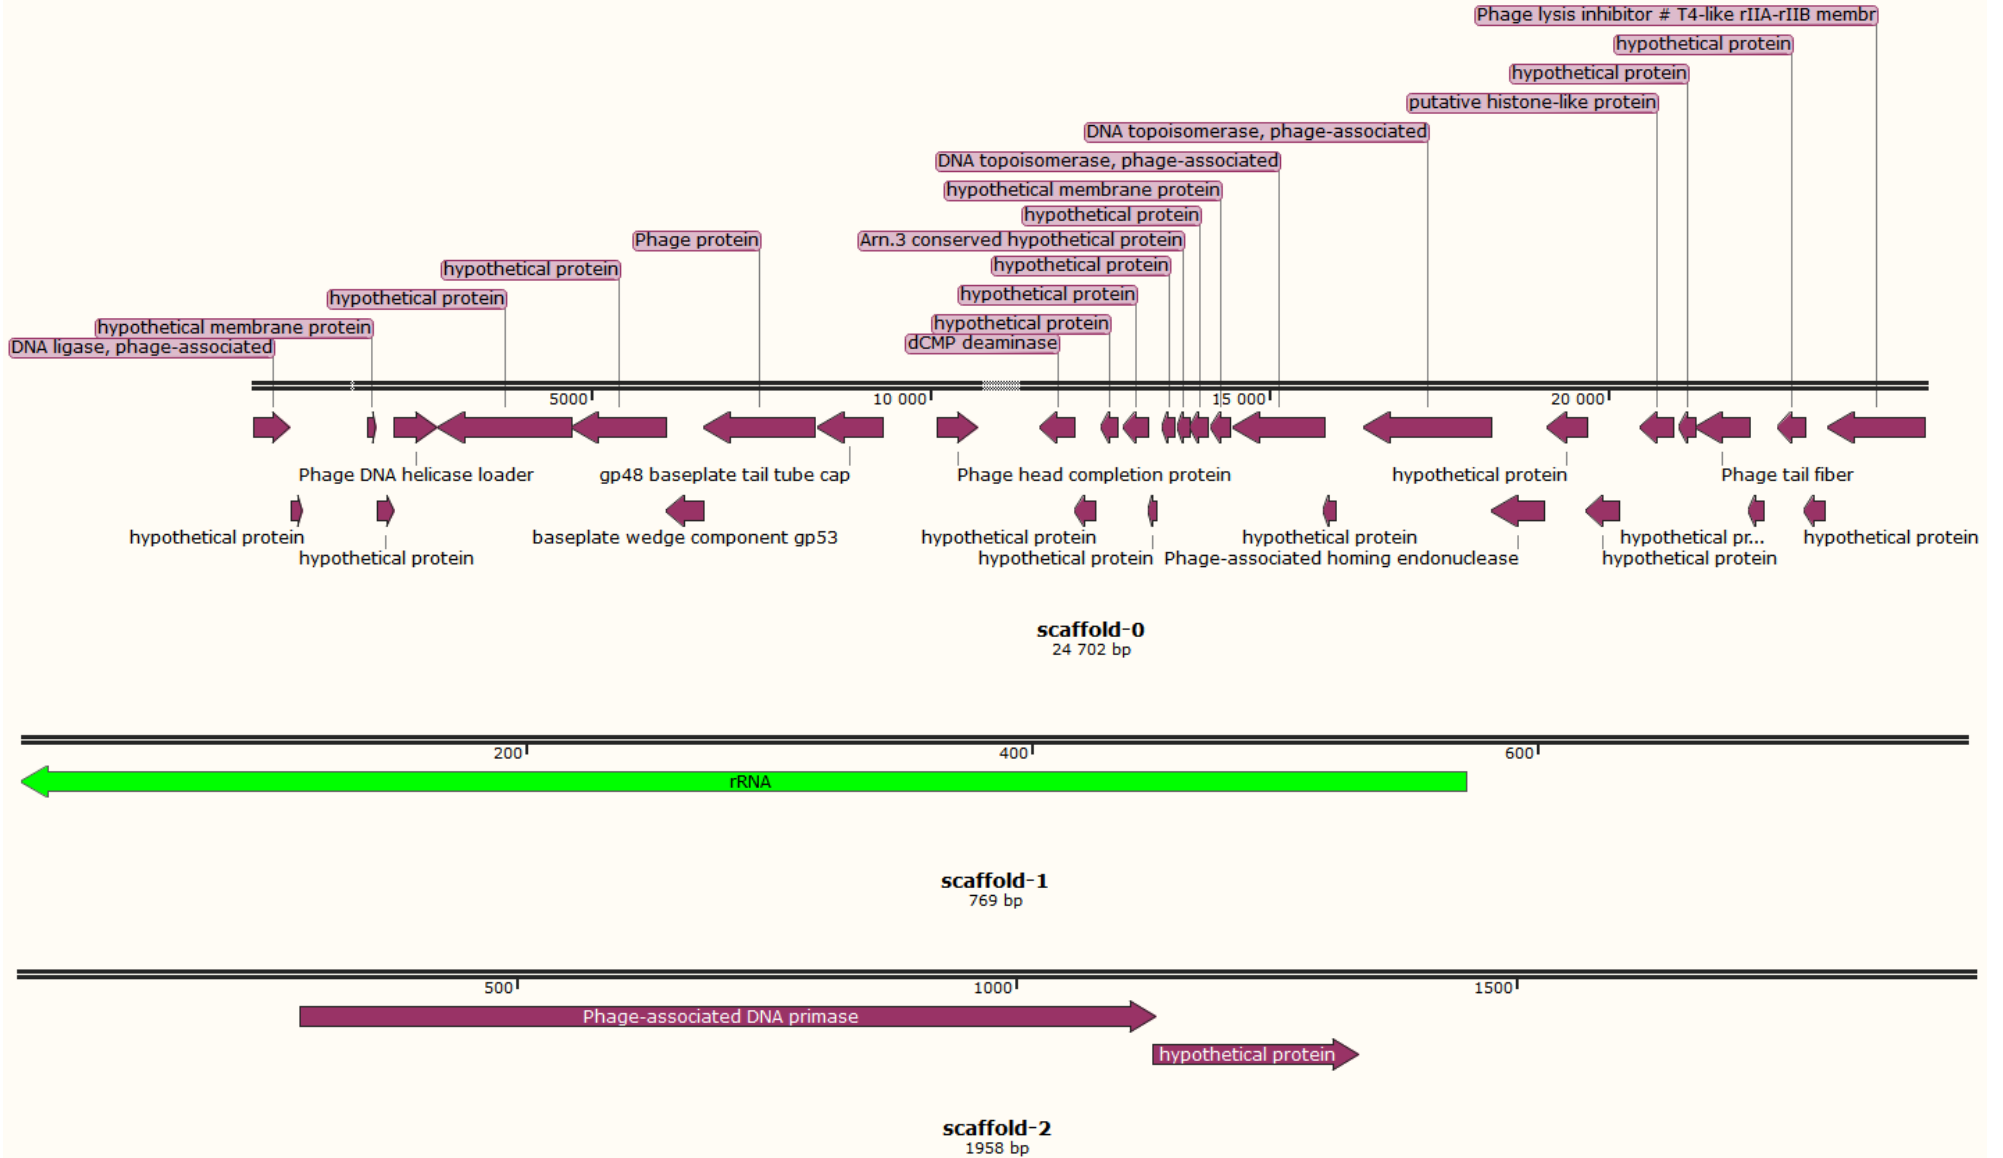 Phage lysis inhibitor # T4-like rIIA-rIIB membr
hypothetical protein
hypothetical protein
putative histone-like protein
DNA topoisomerase, phage-associated
DNA topoisomerase, phage-associated
hypothetical membrane protein
hypothetical protein
Phage protein
Arn.3 conserved hypothetical protein
hypothetical protein
hypothetical protein
hypothetical protein
hypothetical protein
hypothetical membrane protein
hypothetical protein
DNA ligase, phage-associated
dCMP deaminase
5000
10 000
15 000
20 000
Phage DNA helicase loader
gp48 baseplate tail tube cap
Phage head completion protein
hypothetical protein
Phage tail fiber
hypothetical protein
baseplate wedge component gp53
hypothetical protein
hypothetical protein
hypothetical pr...
hypothetical protein
hypothetical protein
hypothetical protein
Phage-associated homing endonuclease
hypothetical protein
scaffold-0
24 702 bp
200
400
600
rRNA
scaffold-1
769 bp
500
1000
1500
Phage-associated DNA primase
hypothetical protein
scaffold-2
1958 bp